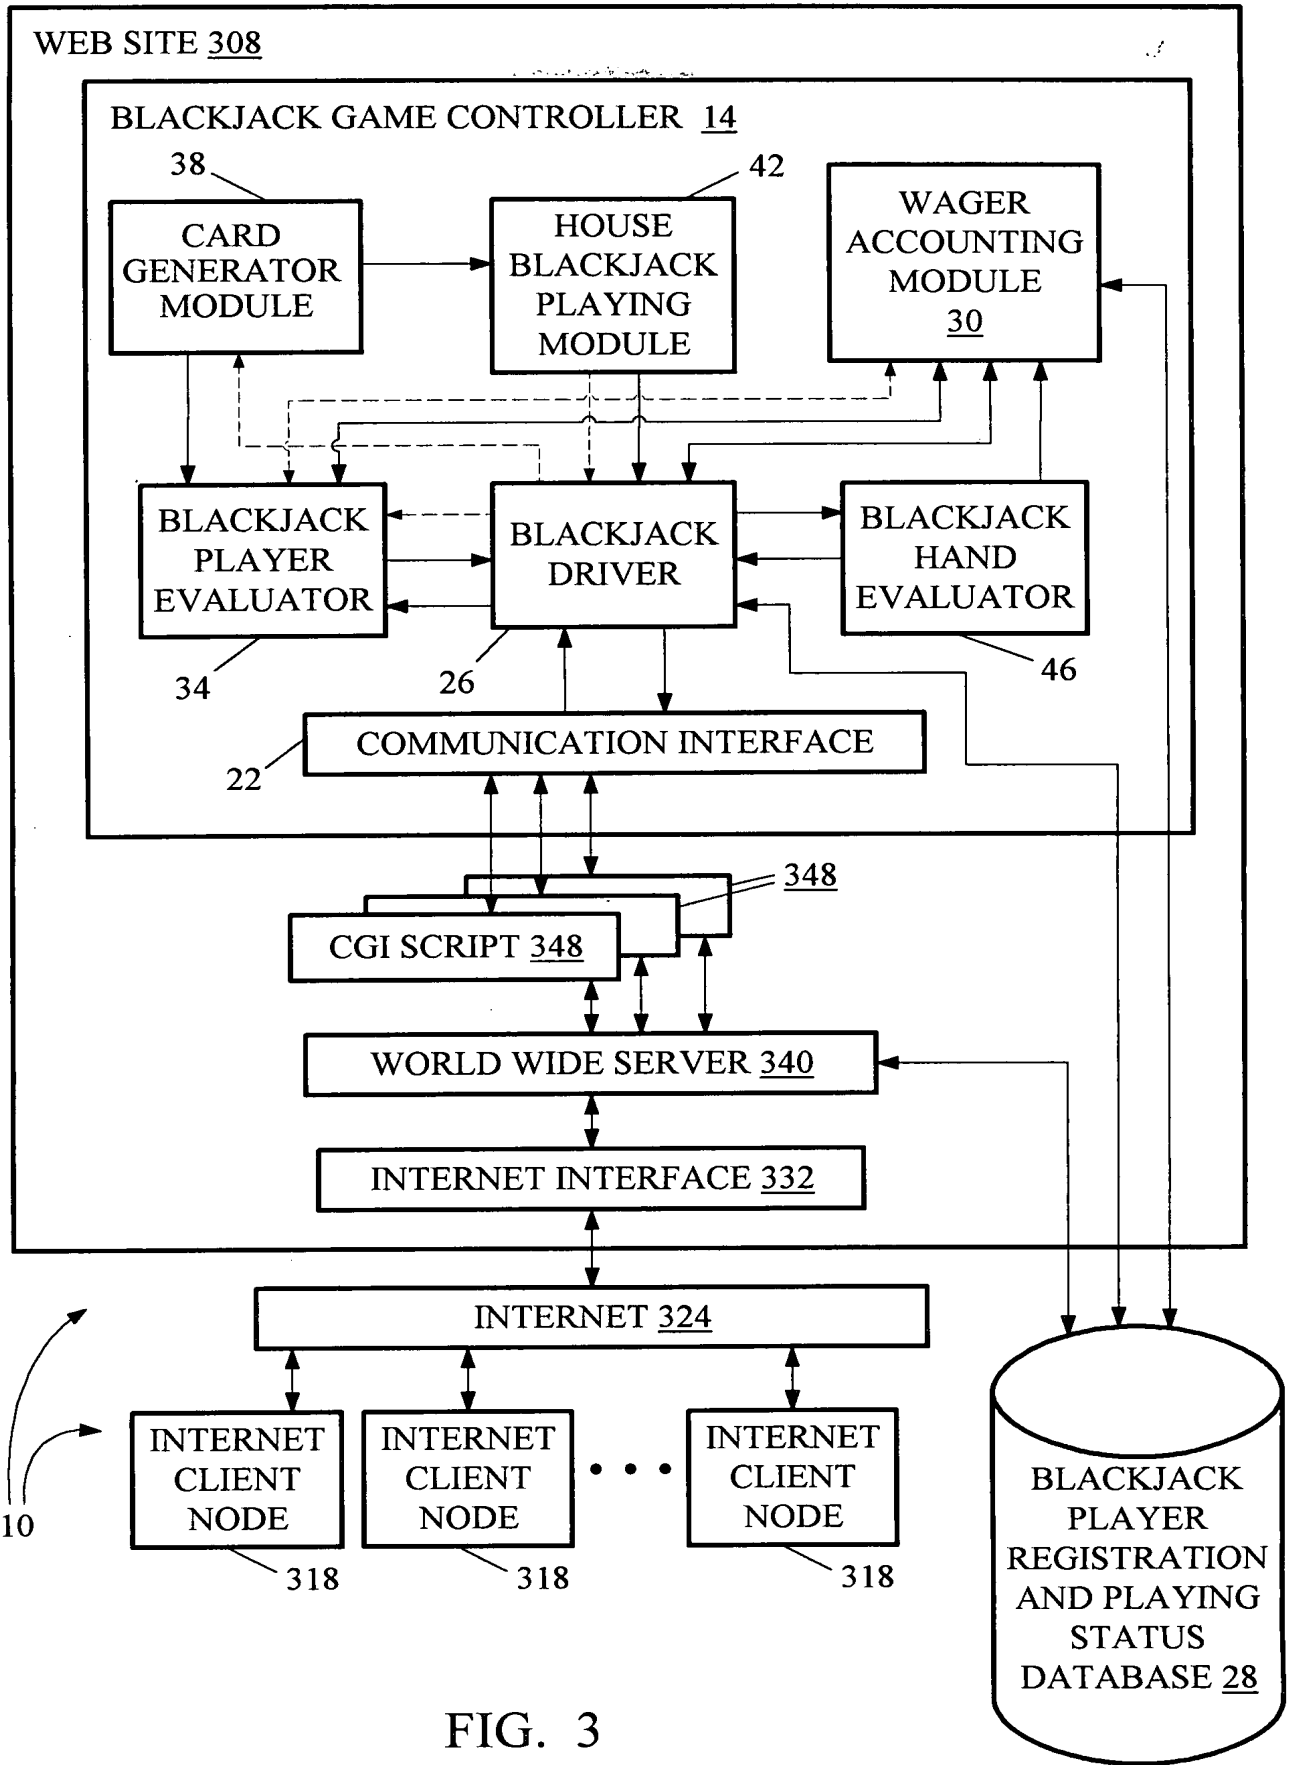 WEB SITE 308
BLACKJACK GAME CONTROLLER 14
38
42
CARD
GENERATOR
MODULE
HOUSE
BLACKJACK
PLAYING
MODULE
WAGER
ACCOUNTING
MODULE
30
BLACKJACK
PLAYER
EVALUATOR
BLACKJACK
DRIVER
BLACKJACK
HAND
EVALUATOR
34
26
46
COMMUNICATION INTERFACE
22
348
CGI SCRIPT 348
WORLD WIDE SERVER 340
INTERNET INTERFACE 332
INTERNET 324
INTERNET
CLIENT
NODE
INTERNET
CLIENT
NODE
INTERNET
CLIENT
NODE
10
318
318
318
BLACKJACK
PLAYER
REGISTRATION
AND PLAYING
STATUS
DATABASE 28
FIG. 3